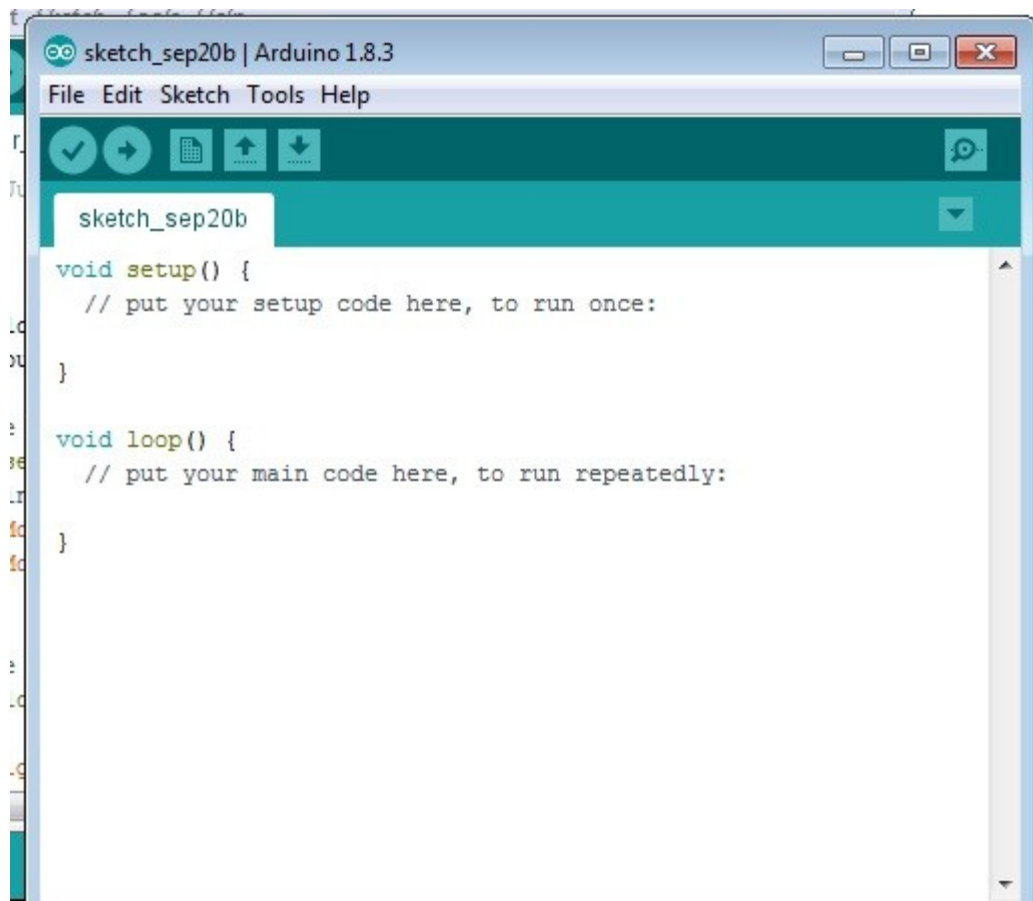 sketch_sep20b | Arduino 1.8.3
File Edit Sketch Tools Help
sketch_sep20b
void setup() {
  // put your setup code here, to run once:

}

void loop() {
  // put your main code here, to run repeatedly:

}